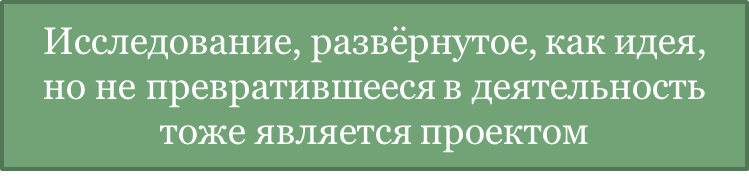 Исследование, развёрнутое, как идея,
но не превратившееся в деятельность
тоже является проектом